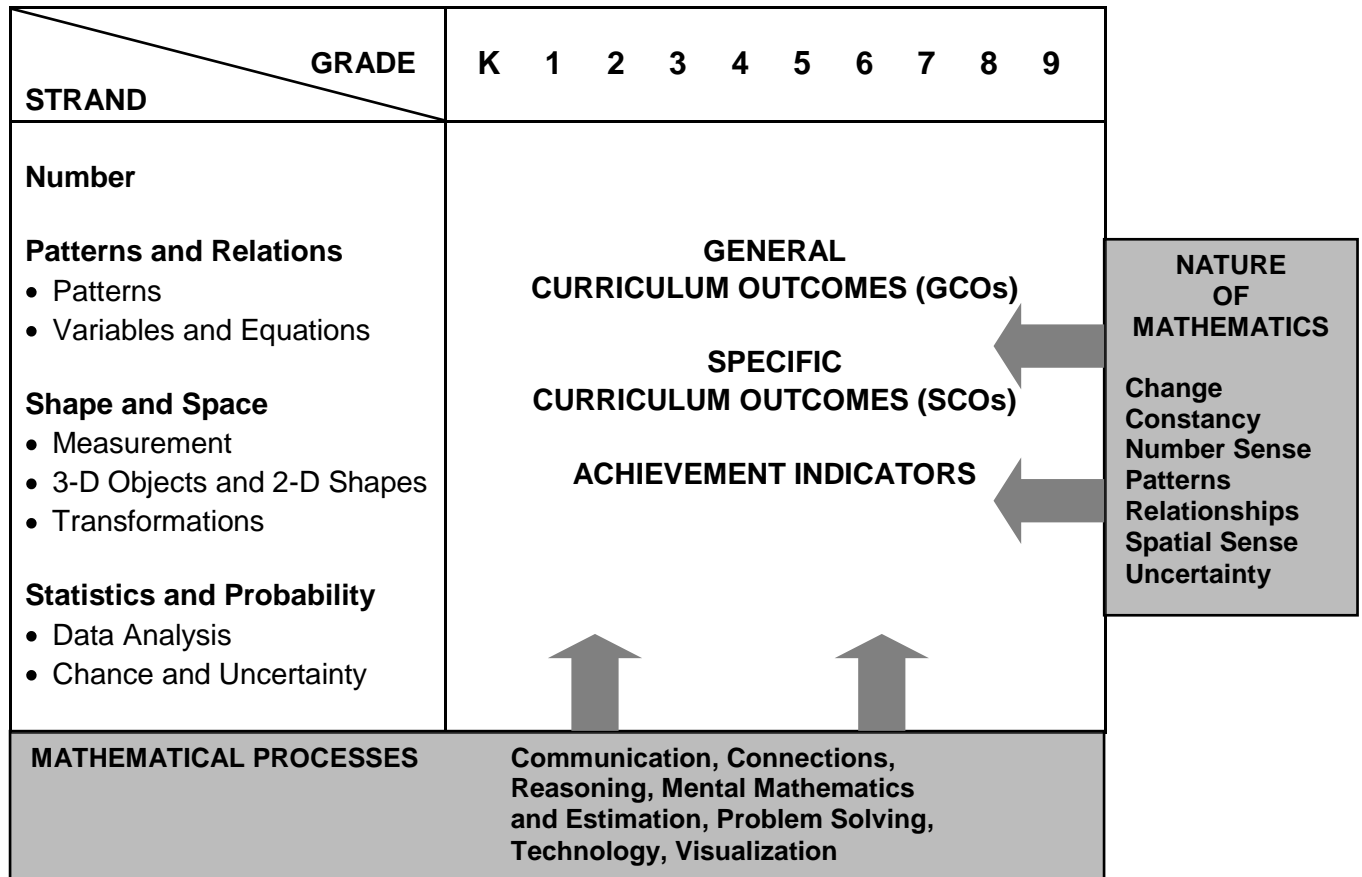 GRADE
STRAND
K 1 2 3 4 5 6 7 8 9
Number
Patterns and Relations
• Patterns
• Variables and Equations
Shape and Space
• Measurement
• 3-D Objects and 2-D Shapes
• Transformations
Statistics and Probability
• Data Analysis
• Chance and Uncertainty
GENERAL
CURRICULUM OUTCOMES (GCOs)
SPECIFIC
CURRICULUM OUTCOMES (SCOs)
ACHIEVEMENT INDICATORS
NATURE
OF
MATHEMATICS
Change
Constancy
Number Sense
Patterns
Relationships
Spatial Sense
Uncertainty
MATHEMATICAL PROCESSES
Communication, Connections,
Reasoning, Mental Mathematics
and Estimation, Problem Solving,
Technology, Visualization